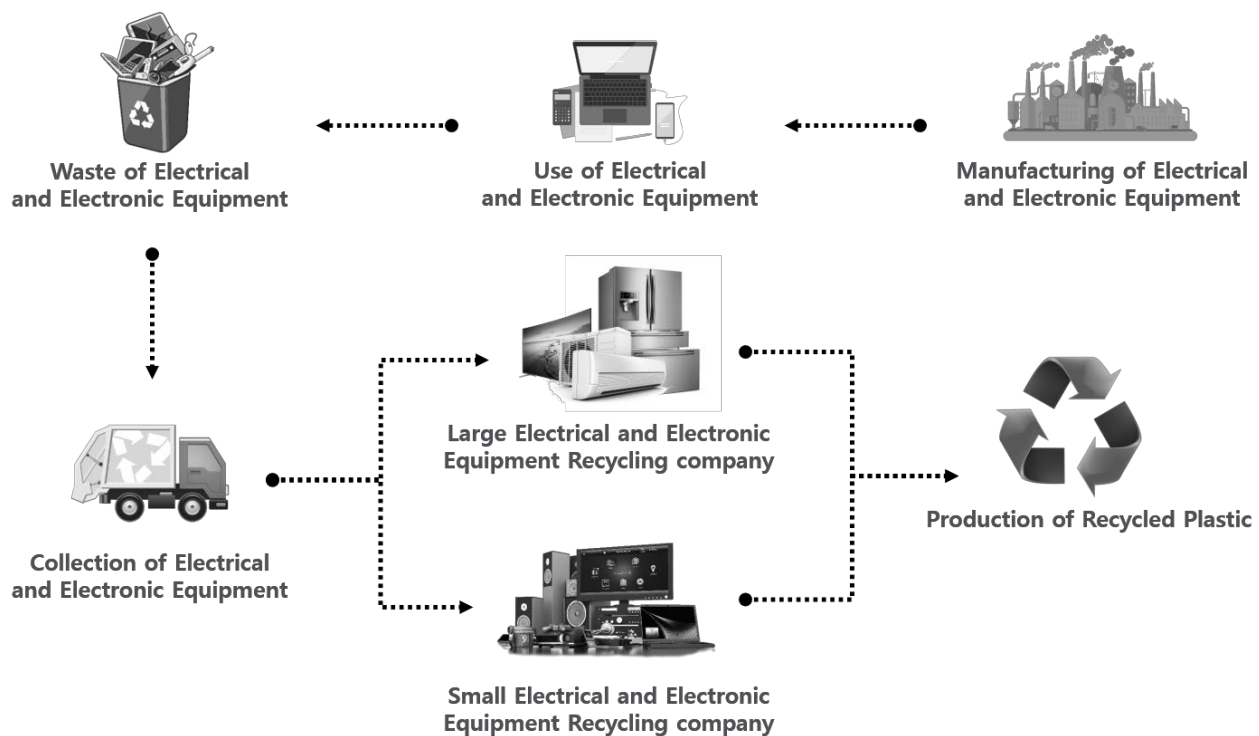 Waste of Electrical
and Electronic Equipment
Use of Electrical
and Electronic Equipment
Manufacturing of Electrical
and Electronic Equipment
Large Electrical and Electronic
Equipment Recycling company
Production of Recycled Plastic
Collection of Electrical
and Electronic Equipment
Small Electrical and Electronic
Equipment Recycling company